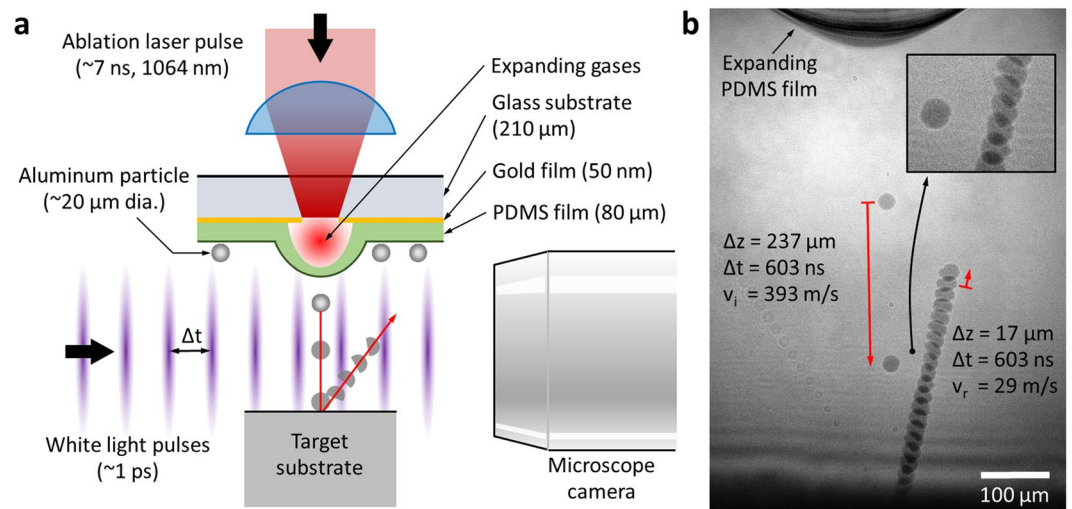 a
Ablation laser pulse
(~7 ns, 1064 nm)
Expanding gases
Glass substrate
(210 μm)
Aluminum particle
(~20 μm dia.)
Gold film (50 nm)
PDMS film (80 μm)
Δt
White light pulses
(~1 ps)
Target
substrate
Microscope
camera
b
Expanding
PDMS film
Δz = 237 μm
Δt = 603 ns
vᵢ = 393 m/s
Δz = 17 μm
Δt = 603 ns
vᵣ = 29 m/s
100 μm